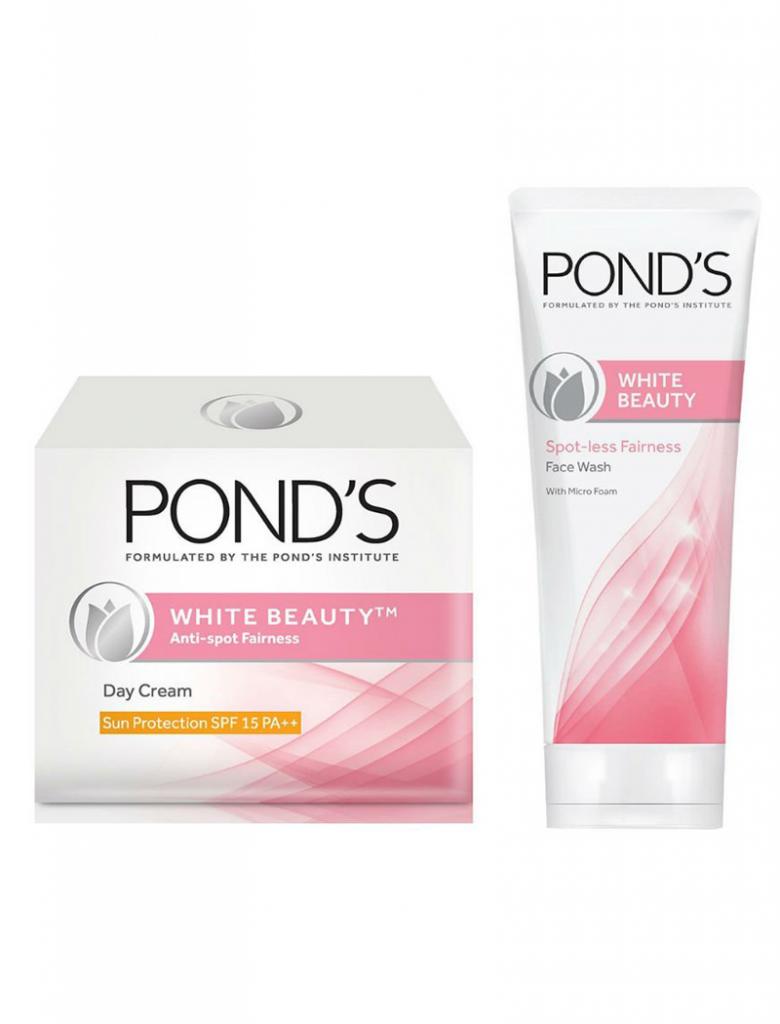 POND'S
FORMULATED BY THE POND'S INSTITUTE
WHITE BEAUTY™
Anti-spot Fairness
Day Cream
Sun Protection SPF 15 PA++
POND'S
FORMULATED BY THE POND'S INSTITUTE
WHITE
BEAUTY
Spot-less Fairness
Face Wash
With Micro Foam